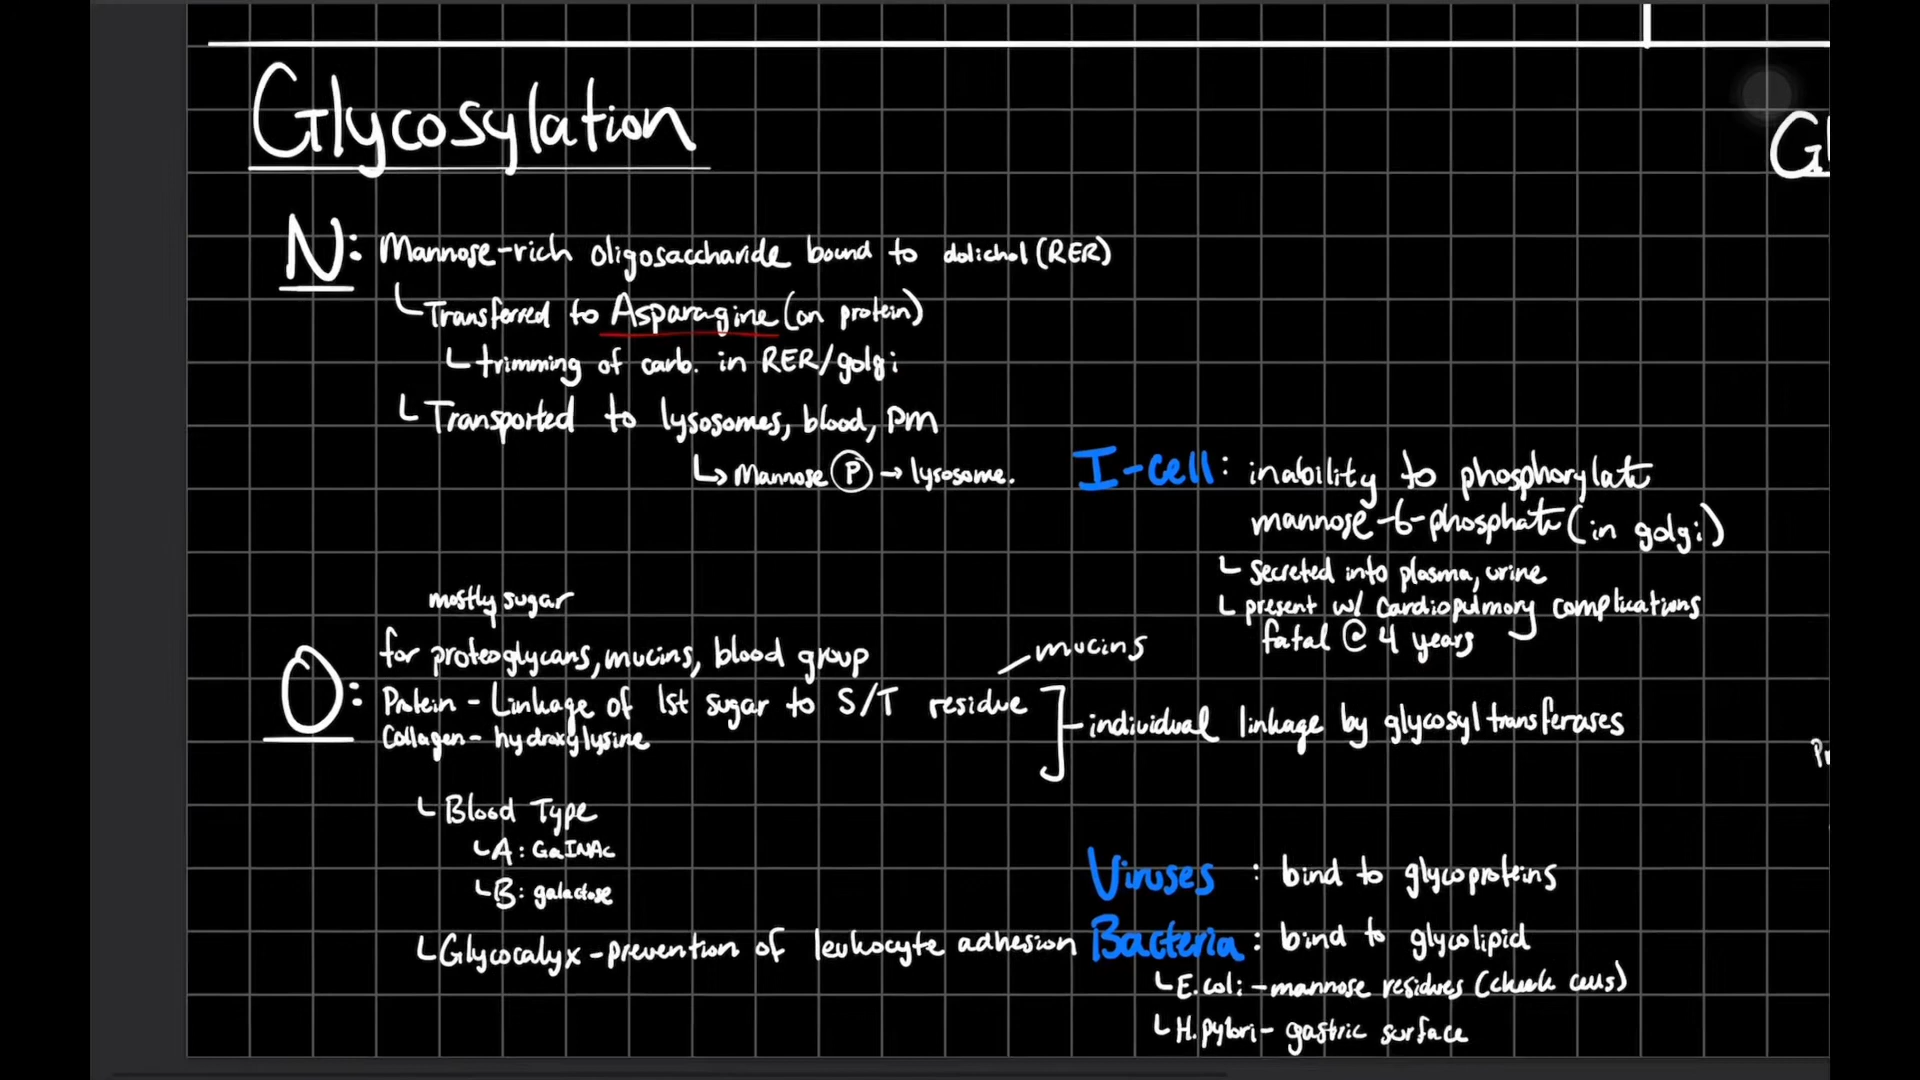 Glycosylation
Gl
N: Mannose-rich oligosaccharide bound to dolichol (RER)
Transferred to Asparagine (on protein)
trimming of carb. in RER/golgi
Transported to lysosomes, blood, PM
Mannose P → lysosome.
I-cell: inability to phosphorylate
mannose-6-phosphate (in golgi)
secreted into plasma, urine
present w/ cardiopulmory complications
fatal @ 4 years
mostly sugar
for proteoglycans, mucins, blood group
mucins
O: Protein - Linkage of 1st sugar to S/T residue
Collagen - hydroxylysine
individual linkage by glycosyl transferases
Blood Type
A: GalNAc
B: galactose
Glycocalyx - prevention of leukocyte adhesion
Viruses : bind to glycoproteins
Bacteria : bind to glycolipid
E.coli: - mannose residues (cheek cells)
H. pylori - gastric surface